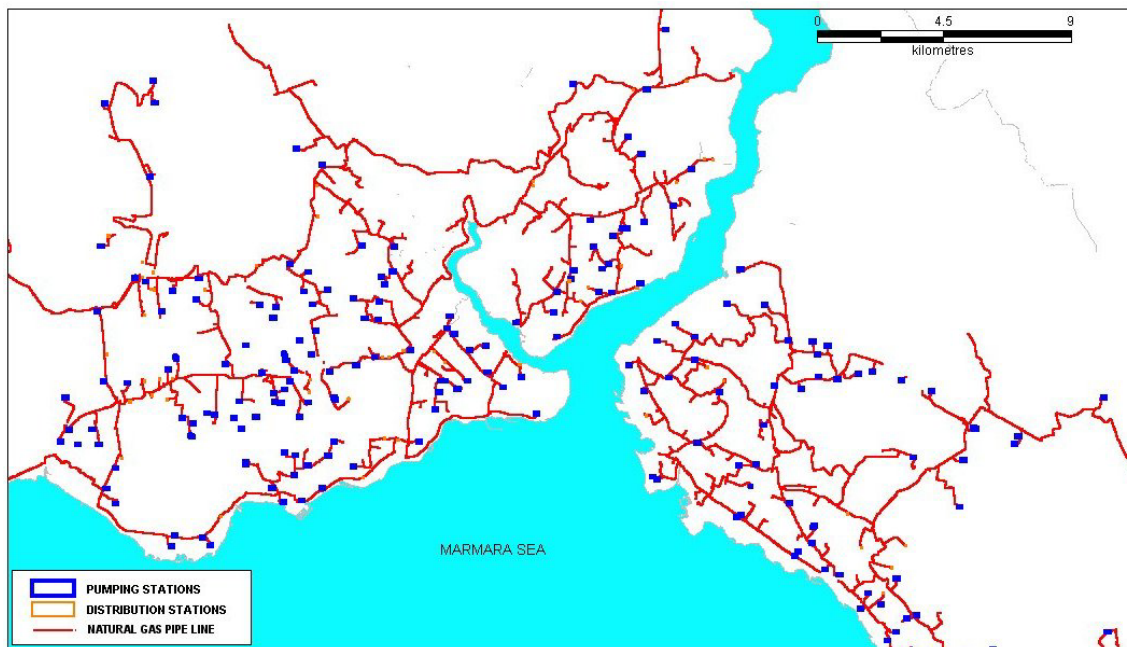 0 4.5 9
kilometres
MARMARA SEA
PUMPING STATIONS
DISTRIBUTION STATIONS
NATURAL GAS PIPE LINE